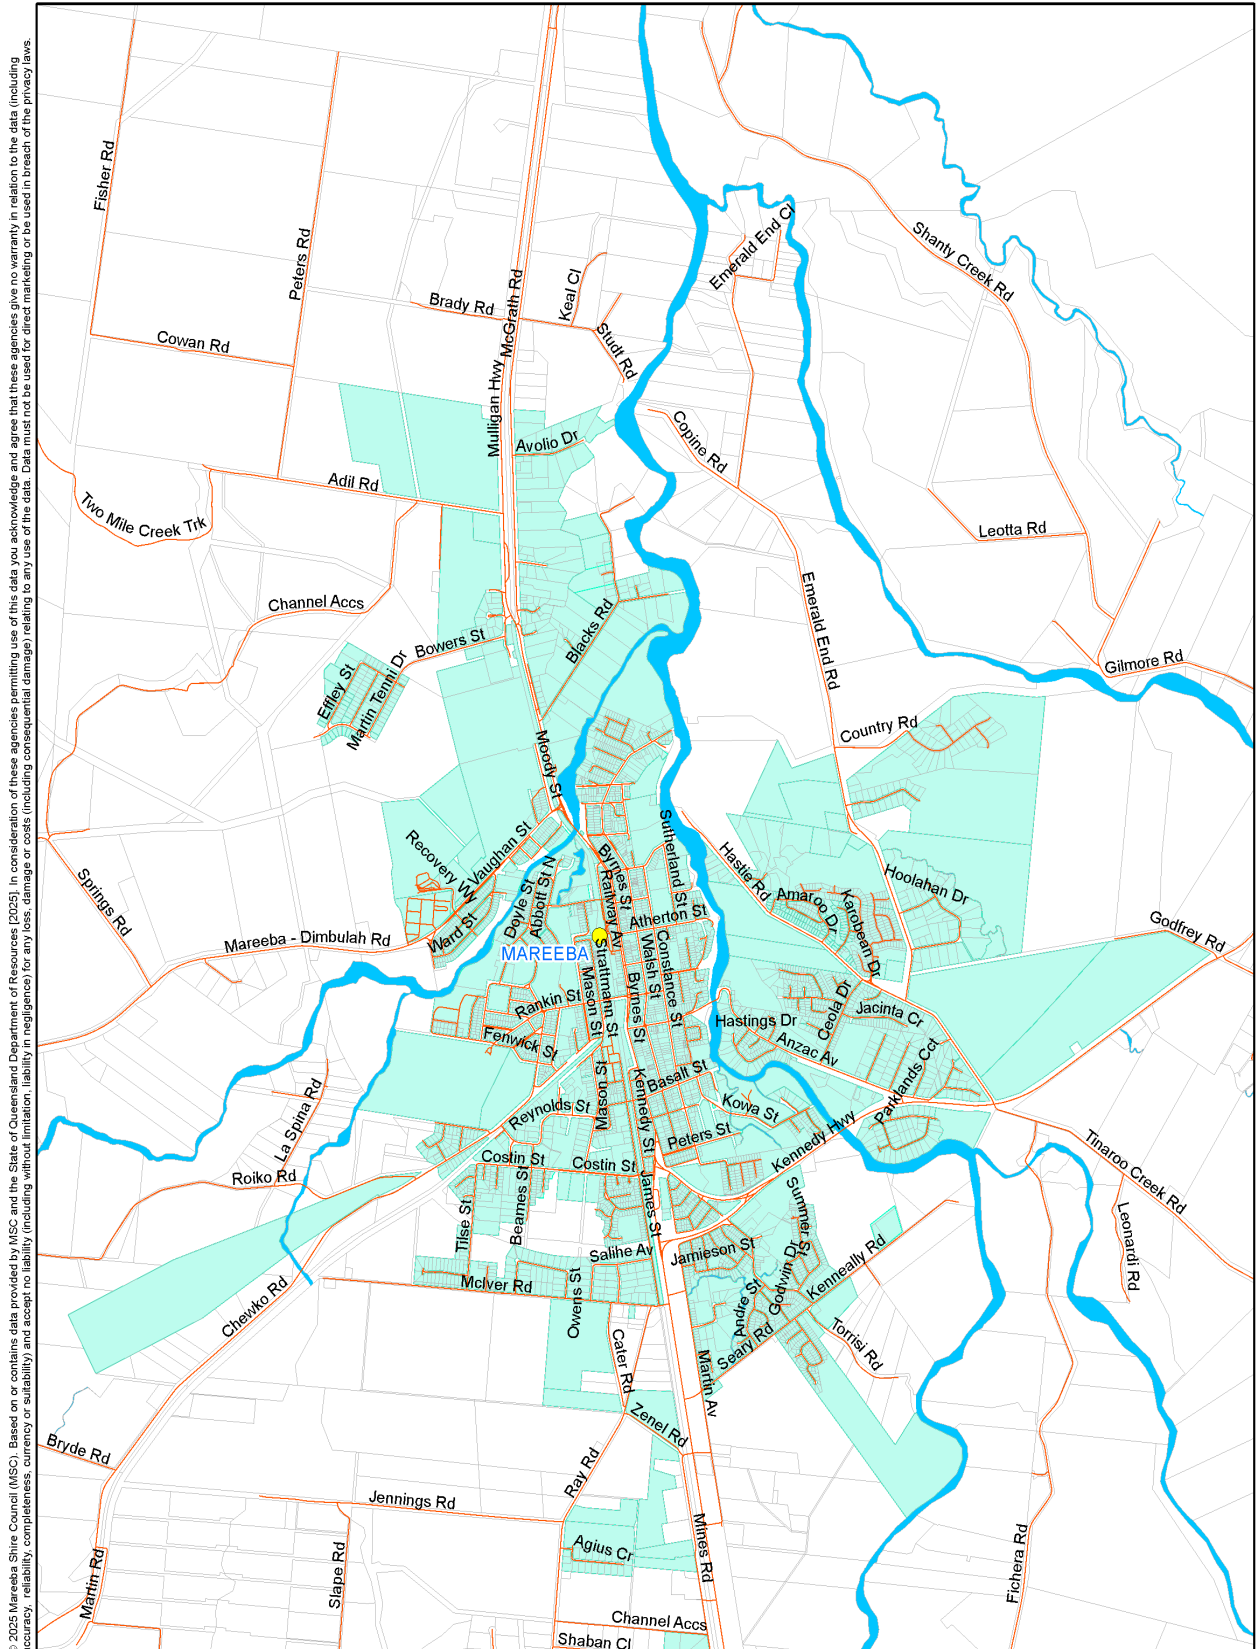 © 2025 Mareeba Shire Council (MSC). Based on or contains data provided by MSC and the State of Queensland Department of Resources [2025]. In consideration of these agencies permitting use of this data you acknowledge and agree that these agencies give no warranty in relation to the data (including
accuracy, reliability, completeness, currency or suitability) and accept no liability (including without limitation, liability in negligence) for any loss, damage or costs (including consequential damage) relating to any use of the data. Data must not be used for direct marketing or be used in breach of the privacy laws.
Fisher Rd
Peters Rd
Emerald End Cl
Shanty Creek Rd
McGrath Rd
Keal Cl
Brady Rd
Studt Rd
Cowan Rd
Mulligan Hwy
Avolio Dr
Copine Rd
Adil Rd
Two Mile Creek Trk
Leotta Rd
Channel Accs
Blacks Rd
Emerald End Rd
Bowers St
Effley St
Martin Tenni Dr
Gilmore Rd
Country Rd
Moody St
Recovery W
Vaughan St
Byrnes St
Sutherland St
Hastie Rd
Hoolahan Dr
Springs Rd
Doyle St
Abbott St N
Railway Av
Amaroo Dr
Karobean Dr
Atherton St
Ward St
Mareeba - Dimbulah Rd
Godfrey Rd
MAREEBA
Strattmann St
Walsh St
Constance St
Mason St
Byrnes St
Rankin St
Ceola Dr
Jacinta Cr
Hastings Dr
Fenwick St
Anzac Av
Parklands Cct
Mason St
Kennedy St
Basalt St
La Spina Rd
Reynolds St
Kowa St
Peters St
Kennedy Hwy
Tinaroo Creek Rd
Costin St
Costin St
Roiko Rd
Beames St
James St
Summer St
Leonardi Rd
Tilse St
Salihe Av
Jamieson St
Godwin Dr
Kenneally Rd
McIver Rd
Owens St
Andre St
Chewko Rd
Cater Rd
Seary Rd
Torrisi Rd
Martin Av
Zenel Rd
Bryde Rd
Ray Rd
Jennings Rd
Mines Rd
Agius Cr
Slape Rd
Martin Rd
Fichera Rd
Channel Accs
Shaban Cl